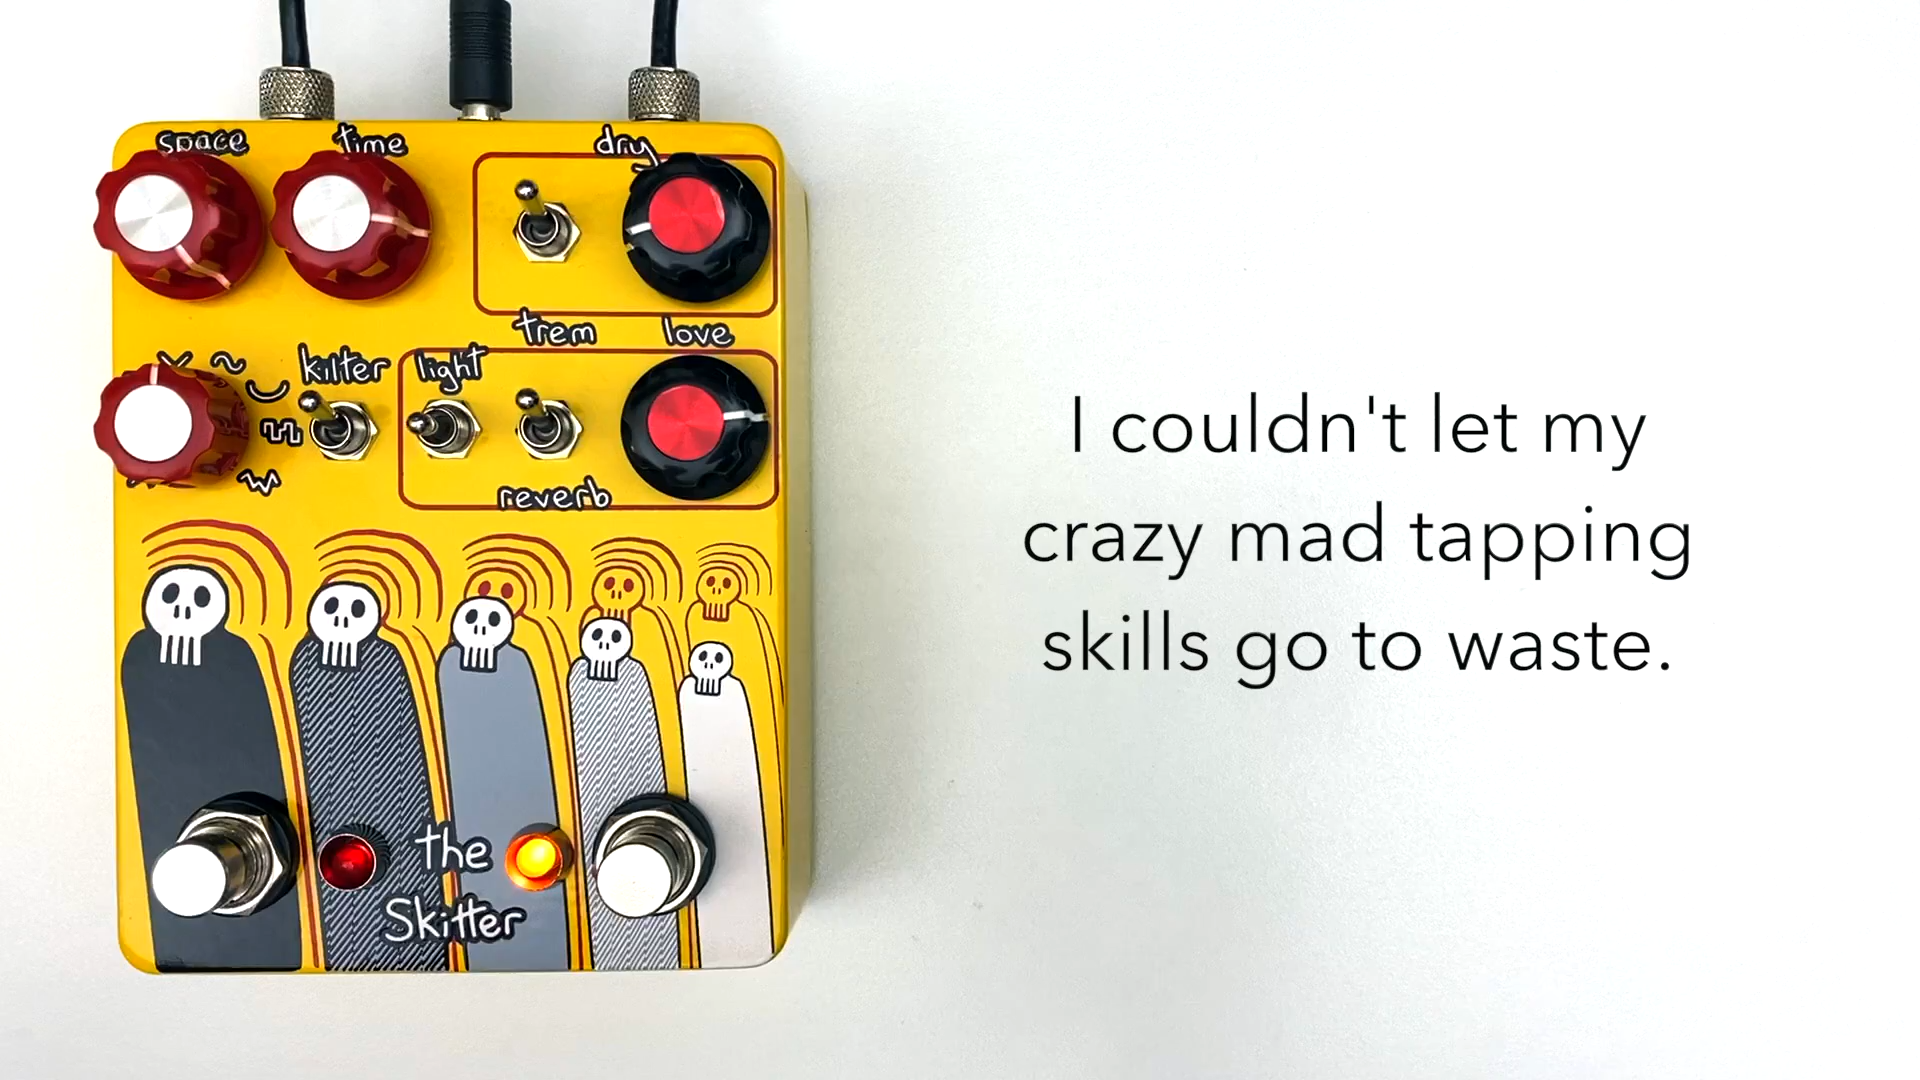 space
time
dry
trem
love
kilter
light
reverb
the
Skitter
I couldn't let my
crazy mad tapping
skills go to waste.